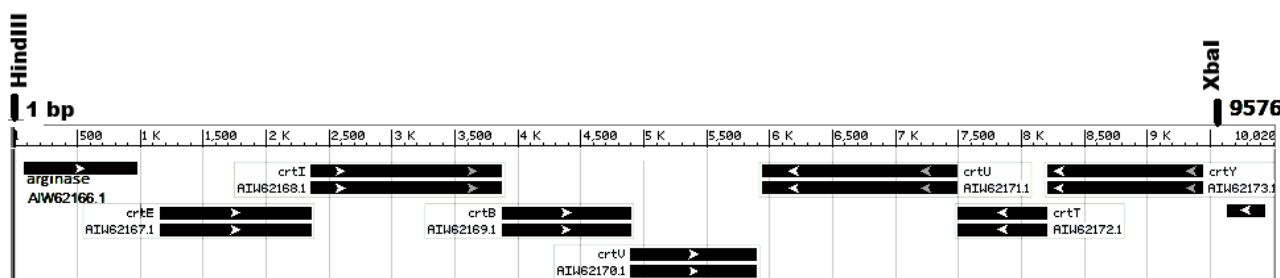 HindIII
XbaI
1 bp
9576
500
1 K
1,500
2 K
2,500
3 K
3,500
4 K
4,500
5 K
5,500
6 K
6,500
7 K
7,500
8 K
8,500
9 K
10,020
arginase
AIW62166.1
crtI
AIW62168.1
crtU
AIW62171.1
crtY
AIW62173.1
crtE
AIW62167.1
crtB
AIW62169.1
crtT
AIW62172.1
crtV
AIW62170.1